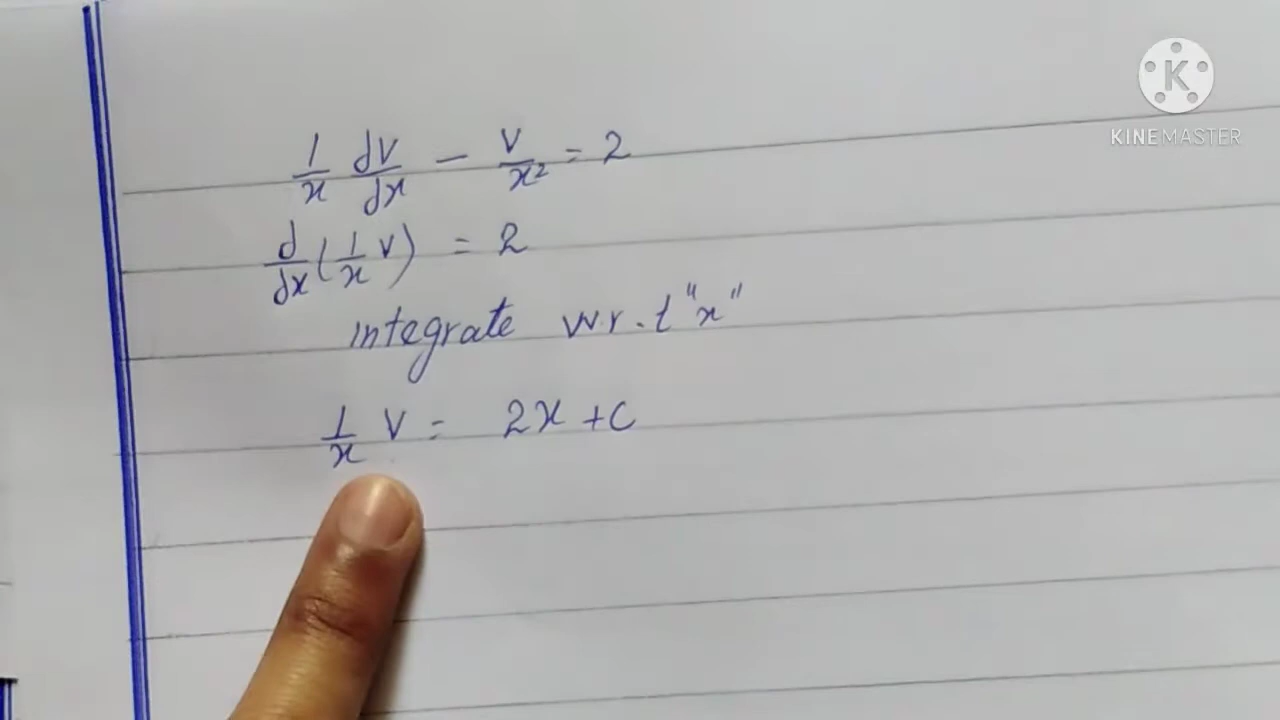 1/x dV/dx - V/x² = 2
KINEMASTER
d/dx (1/x V) = 2
integrate w.r.t "x"
1/x V = 2x + C